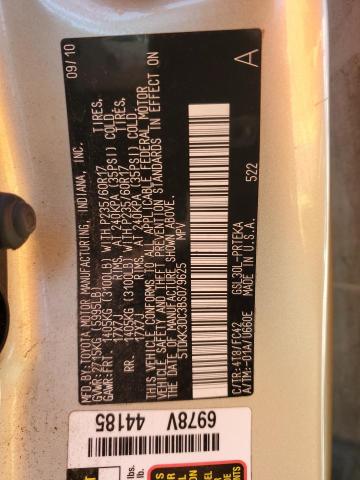 MFD. BY: TOYOTA MOTOR MANUFACTURING, INDIANA, INC.
09/10
GVWR: 2715KG ( 5995LB)
GAWR: FRT. 1405KG ( 3100LB) WITH P235/60R17 TIRES,
17X7J RIMS, AT 240KPA (35PSI) COLD
RR. 1405KG ( 3100LB) WITH P235/60R17 TIRES,
17X7J RIMS, AT 240KPA (35PSI) COLD
THIS VEHICLE CONFORMS TO ALL APPLICABLE FEDERAL MOTOR
VEHICLE SAFETY AND THEFT PREVENTION STANDARDS IN EFFECT ON
THE DATE OF MANUFACTURE SHOWN ABOVE.
5TDKK3DC3BS079625 MPV A
522
C/TR:4T8/FCA2 GSL30L-PRTEKA
A/TM:-01A/U660E MADE IN U.S.A.
6978V 44185